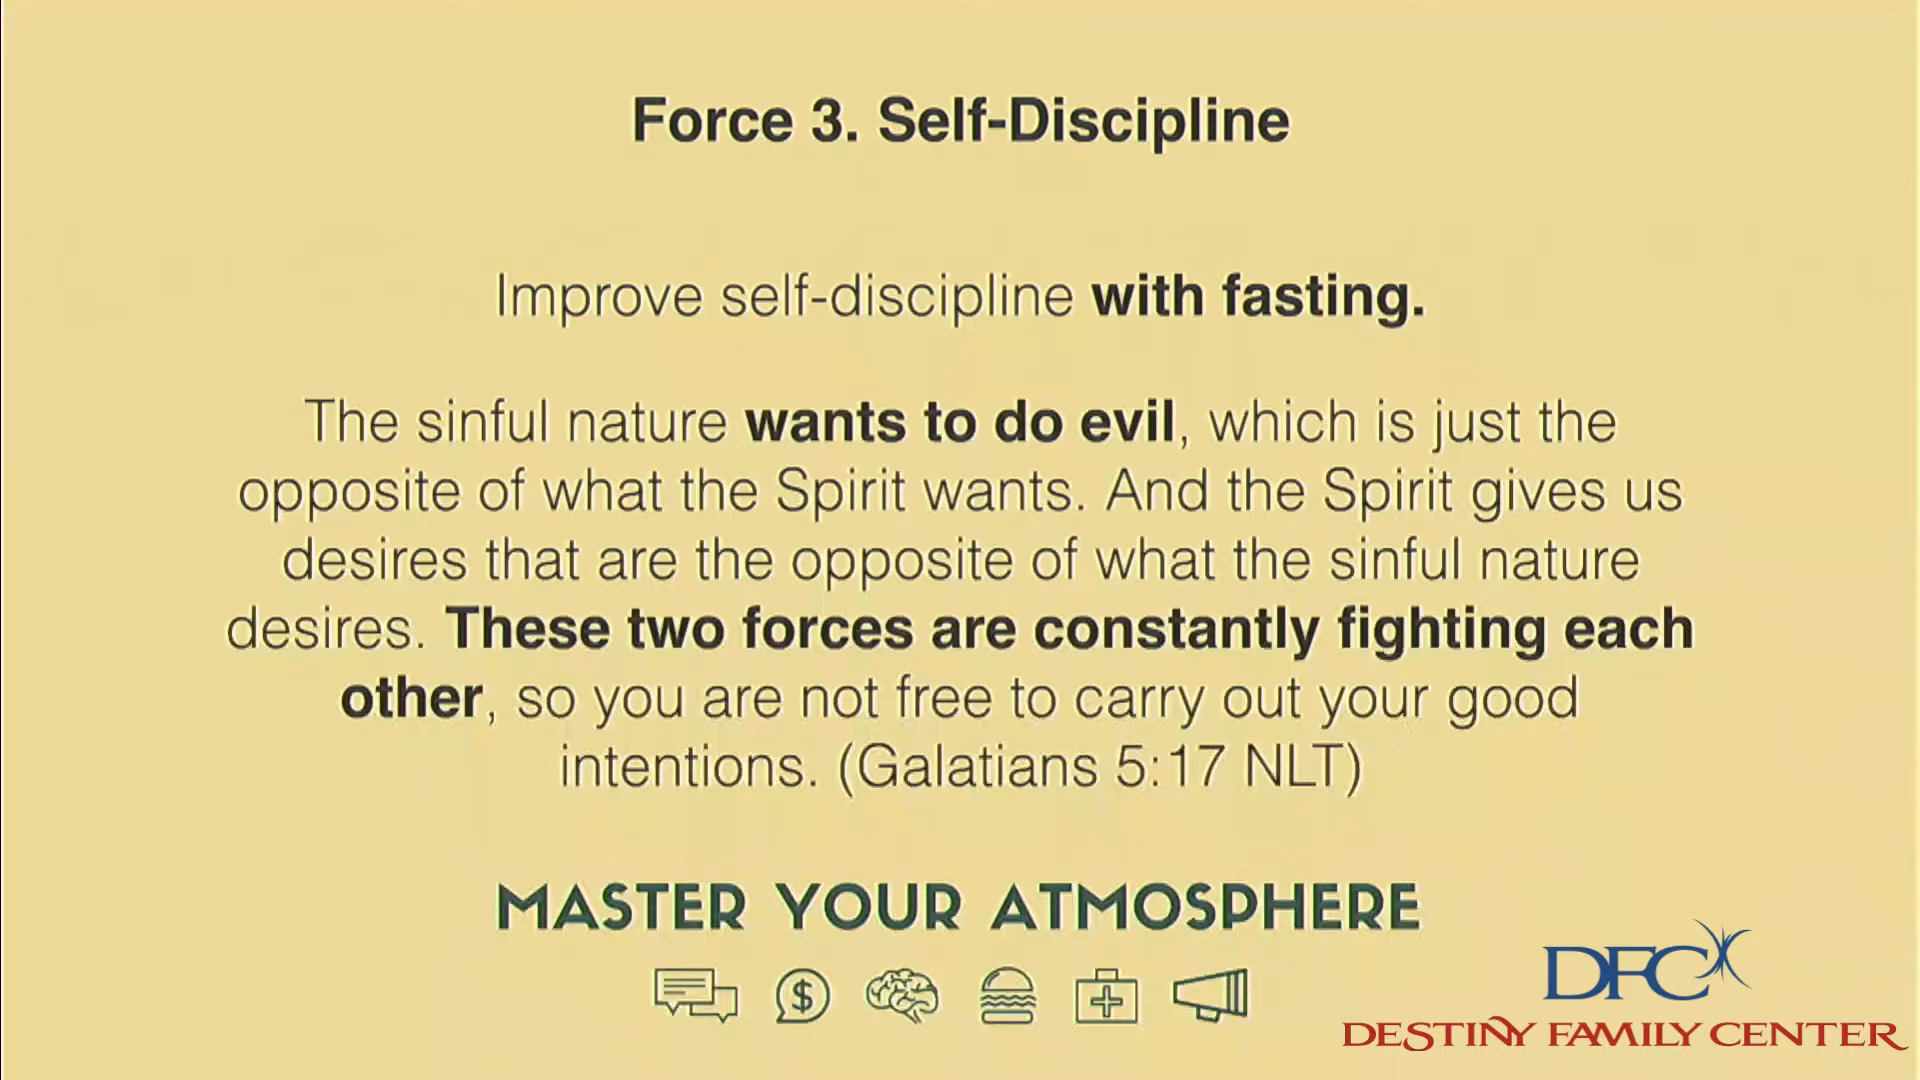 Force 3. Self-Discipline
Improve self-discipline with fasting.
The sinful nature wants to do evil, which is just the
opposite of what the Spirit wants. And the Spirit gives us
desires that are the opposite of what the sinful nature
desires. These two forces are constantly fighting each
other, so you are not free to carry out your good
intentions. (Galatians 5:17 NLT)
MASTER YOUR ATMOSPHERE
$
DFC
DESTINY FAMILY CENTER